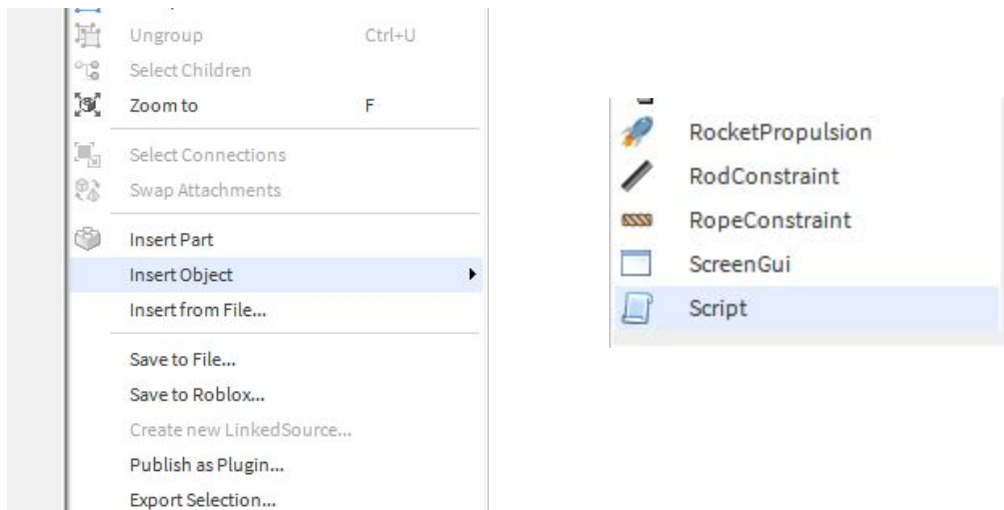 Ungroup Ctrl+U
Select Children
Zoom to F
Select Connections
Swap Attachments
Insert Part
Insert Object
Insert from File...
Save to File...
Save to Roblox...
Create new LinkedSource...
Publish as Plugin...
Export Selection...
RocketPropulsion
RodConstraint
RopeConstraint
ScreenGui
Script